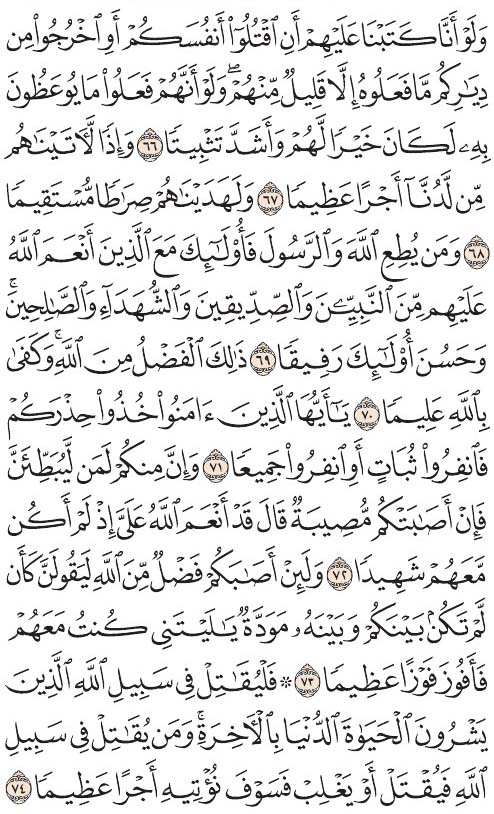 وَلَوْ أَنَّا كَتَبْنَا عَلَيْهِمْ أَنِ ٱقْتُلُوٓا۟ أَنفُسَكُمْ أَوِ ٱخْرُجُوا۟ مِن
دِيَـٰرِكُم مَّا فَعَلُوهُ إِلَّا قَلِيلٌ مِّنْهُمْ ۖ وَلَوْ أَنَّهُمْ فَعَلُوا۟ مَا يُوعَظُونَ
بِهِۦ لَكَانَ خَيْرًا لَّهُمْ وَأَشَدَّ تَثْبِيتًا ٦٦ وَإِذًا لَّـَٔاتَيْنَـٰهُم
مِّن لَّدُنَّآ أَجْرًا عَظِيمًا ٦٧ وَلَهَدَيْنَـٰهُمْ صِرَٰطًا مُّسْتَقِيمًا
٦٨ وَمَن يُطِعِ ٱللَّهَ وَٱلرَّسُولَ فَأُو۟لَـٰٓئِكَ مَعَ ٱلَّذِينَ أَنْعَمَ ٱللَّهُ
عَلَيْهِم مِّنَ ٱلنَّبِيِّـۧنَ وَٱلصِّدِّيقِينَ وَٱلشُّهَدَآءِ وَٱلصَّـٰلِحِينَ ۚ
وَحَسُنَ أُو۟لَـٰٓئِكَ رَفِيقًا ٦٩ ذَٰلِكَ ٱلْفَضْلُ مِنَ ٱللَّهِ ۚ وَكَفَىٰ
بِٱللَّهِ عَلِيمًا ٧٠ يَـٰٓأَيُّهَا ٱلَّذِينَ ءَامَنُوا۟ خُذُوا۟ حِذْرَكُمْ
فَٱنفِرُوا۟ ثُبَاتٍ أَوِ ٱنفِرُوا۟ جَمِيعًا ٧١ وَإِنَّ مِنكُمْ لَمَن لَّيُبَطِّئَنَّ
فَإِنْ أَصَـٰبَتْكُم مُّصِيبَةٌ قَالَ قَدْ أَنْعَمَ ٱللَّهُ عَلَىَّ إِذْ لَمْ أَكُن
مَّعَهُمْ شَهِيدًا ٧٢ وَلَئِنْ أَصَـٰبَكُمْ فَضْلٌ مِّنَ ٱللَّهِ لَيَقُولَنَّ كَأَن
لَّمْ تَكُنۢ بَيْنَكُمْ وَبَيْنَهُۥ مَوَدَّةٌ يَـٰلَيْتَنِى كُنتُ مَعَهُمْ
فَأَفُوزَ فَوْزًا عَظِيمًا ٧٣ ۞ فَلْيُقَـٰتِلْ فِى سَبِيلِ ٱللَّهِ ٱلَّذِينَ
يَشْرُونَ ٱلْحَيَوٰةَ ٱلدُّنْيَا بِٱلْـَٔاخِرَةِ ۚ وَمَن يُقَـٰتِلْ فِى سَبِيلِ
ٱللَّهِ فَيُقْتَلْ أَوْ يَغْلِبْ فَسَوْفَ نُؤْتِيهِ أَجْرًا عَظِيمًا ٧٤